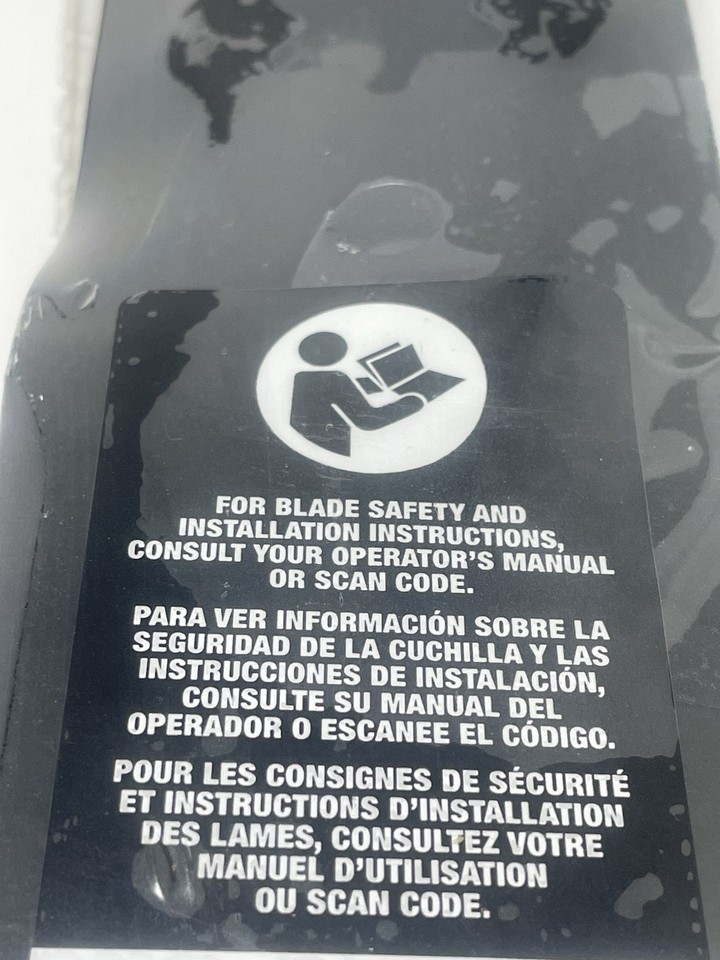 FOR BLADE SAFETY AND
INSTALLATION INSTRUCTIONS,
CONSULT YOUR OPERATOR'S MANUAL
OR SCAN CODE.
PARA VER INFORMACIÓN SOBRE LA
SEGURIDAD DE LA CUCHILLA Y LAS
INSTRUCCIONES DE INSTALACIÓN,
CONSULTE SU MANUAL DEL
OPERADOR O ESCANEE EL CÓDIGO.
POUR LES CONSIGNES DE SÉCURITÉ
ET INSTRUCTIONS D'INSTALLATION
DES LAMES, CONSULTEZ VOTRE
MANUEL D'UTILISATION
OU SCAN CODE.